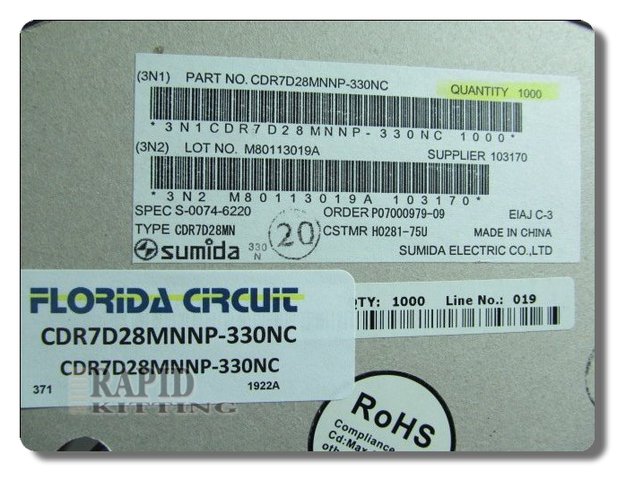 (3N1) PART NO. CDR7D28MNNP-330NC QUANTITY 1000
*3N1CDR7D28MNNP-330NC 1000*
(3N2) LOT NO. M80113019A SUPPLIER 103170
*3N2 M80113019A 103170*
SPEC S-0074-6220 ORDER P07000979-09 EIAJ C-3
TYPE CDR7D28MN 20 CSTMR H0281-75U MADE IN CHINA
sumida 330 N SUMIDA ELECTRIC CO.,LTD
QTY: 1000 Line No.: 019
FLORIDA CIRCUIT
CDR7D28MNNP-330NC
CDR7D28MNNP-330NC
371 1922A
RAPID
KITTING
RoHS
Compliance
Cd:Max